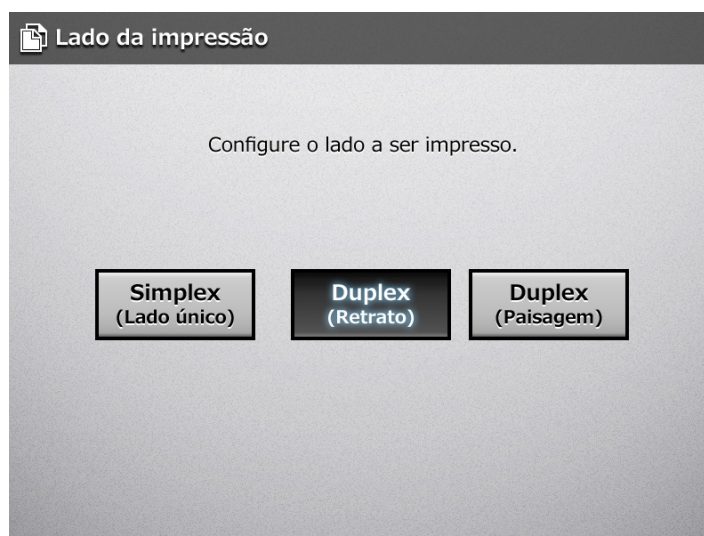 Lado da impressão
Configure o lado a ser impresso.
Simplex
(Lado único)
Duplex
(Retrato)
Duplex
(Paisagem)